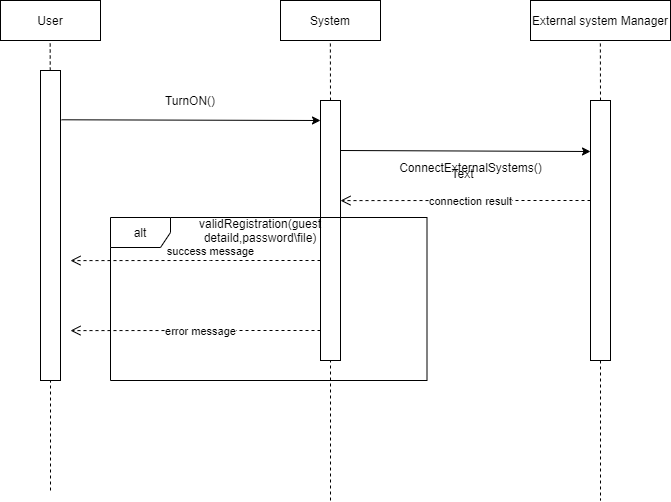 User
System
External system Manager
TurnON()
ConnectExternalSystems()
Text
connection result
alt
validRegistration(guest
detaild,password\file)
success message
error message